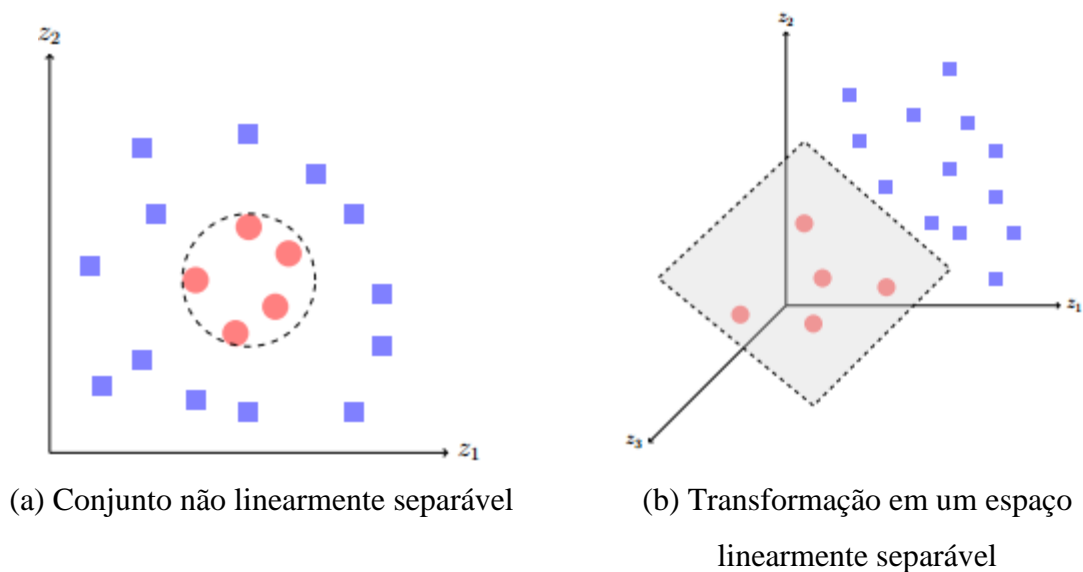 z₂
z₁
(a) Conjunto não linearmente separável
z₂
z₁
z₃
(b) Transformação em um espaço
linearmente separável